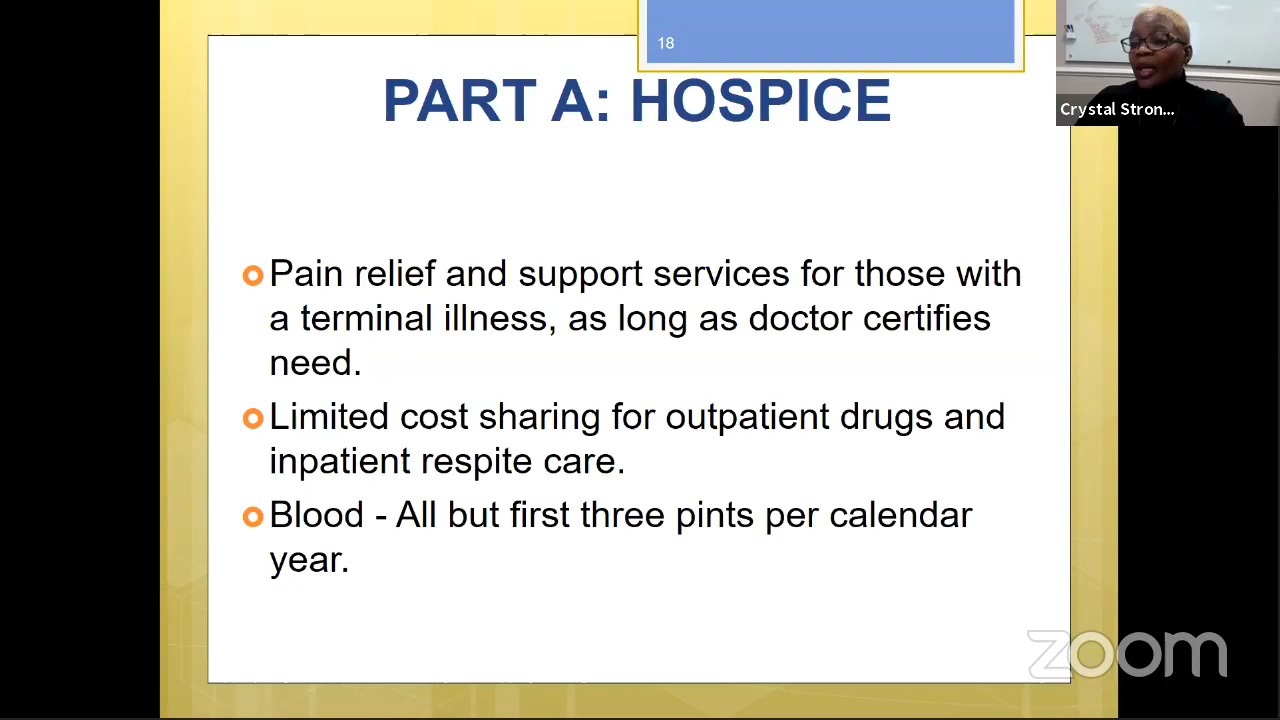 18
PART A: HOSPICE
Crystal Stron...
Pain relief and support services for those with
a terminal illness, as long as doctor certifies
need.
Limited cost sharing for outpatient drugs and
inpatient respite care.
Blood - All but first three pints per calendar
year.
zoom